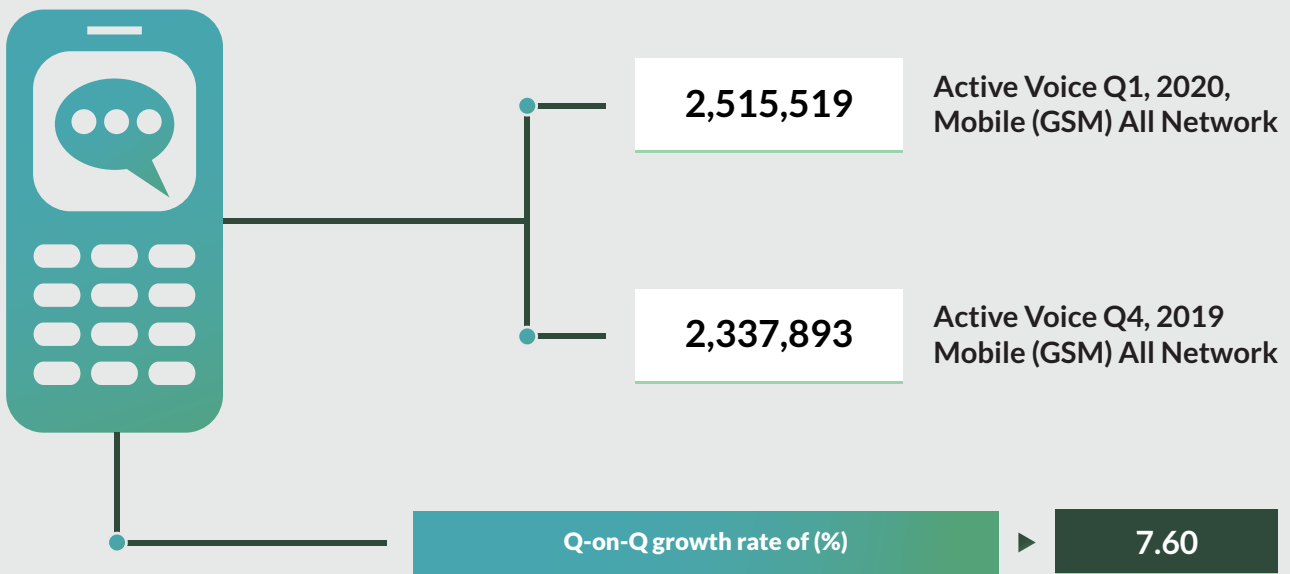 2,515,519
Active Voice Q1, 2020,
Mobile (GSM) All Network
2,337,893
Active Voice Q4, 2019
Mobile (GSM) All Network
Q-on-Q growth rate of (%)
7.60